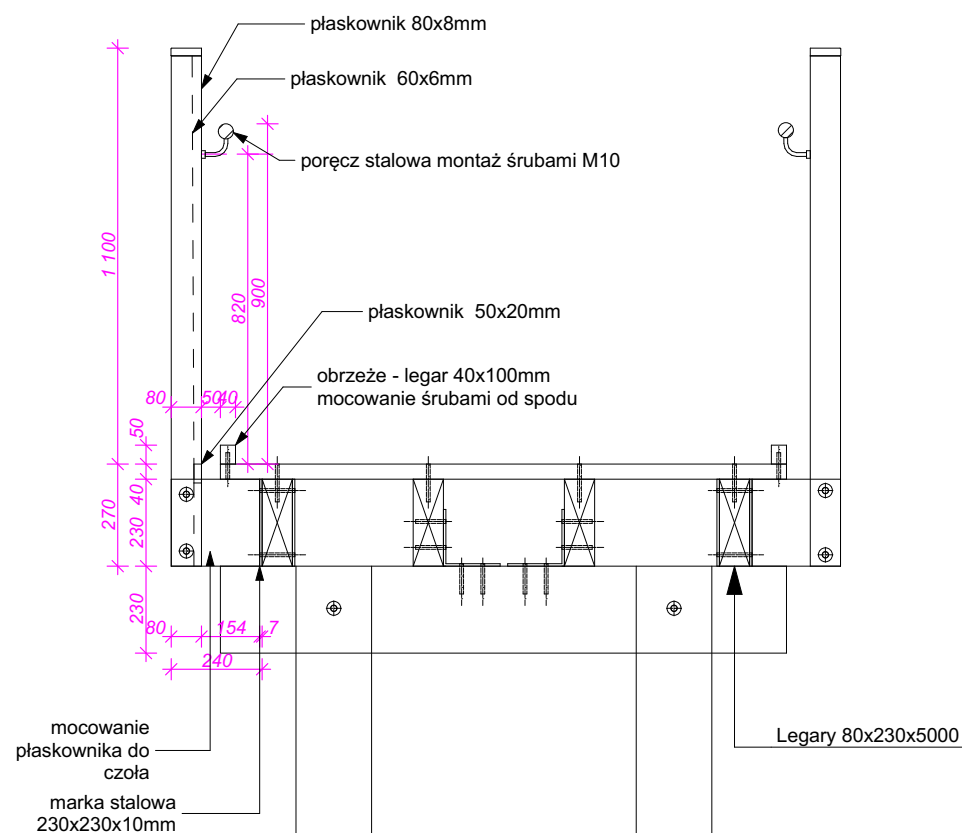 płaskownik 80x8mm
płaskownik 60x6mm
poręcz stalowa montaż śrubami M10
1 100
820
900
płaskownik 50x20mm
obrzeże - legar 40x100mm
mocowanie śrubami od spodu
80
50
40
50
270
40
230
230
80
154
7
240
mocowanie
płaskownika do
czoła
marka stalowa
230x230x10mm
Legary 80x230x5000